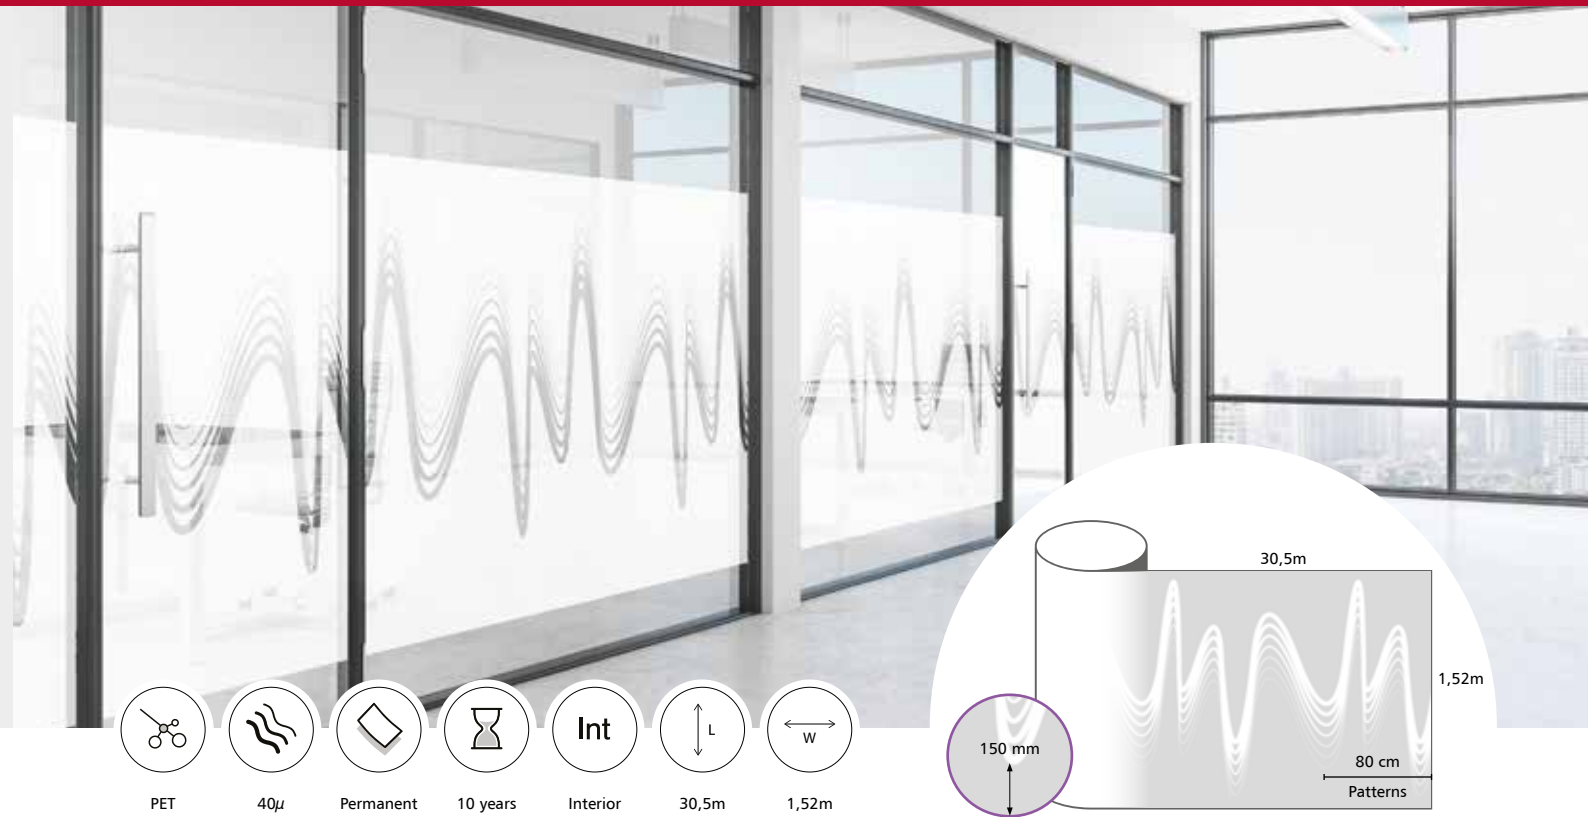 30,5m
1,52m
150 mm
80 cm
Patterns
Int
L
W
PET
40µ
Permanent
10 years
Interior
30,5m
1,52m